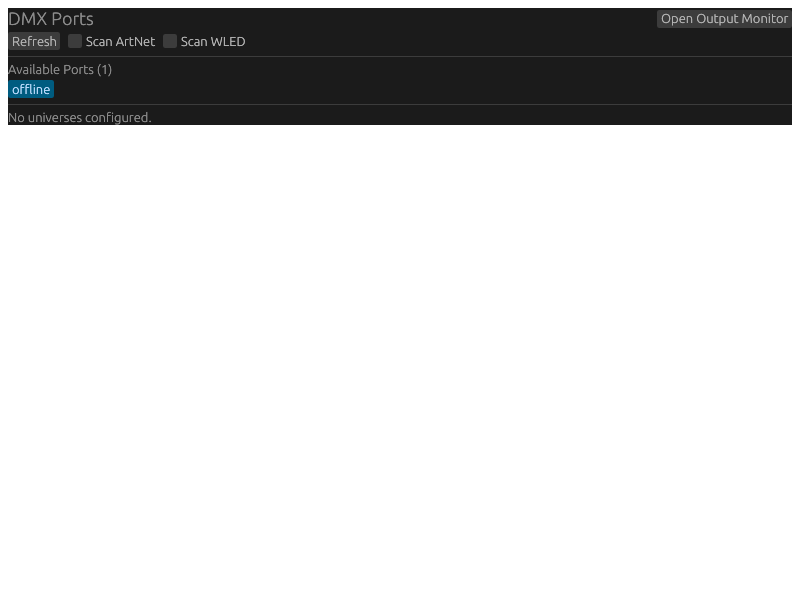 DMX Ports
Open Output Monitor
Refresh Scan ArtNet Scan WLED
Available Ports (1)
offline
No universes configured.